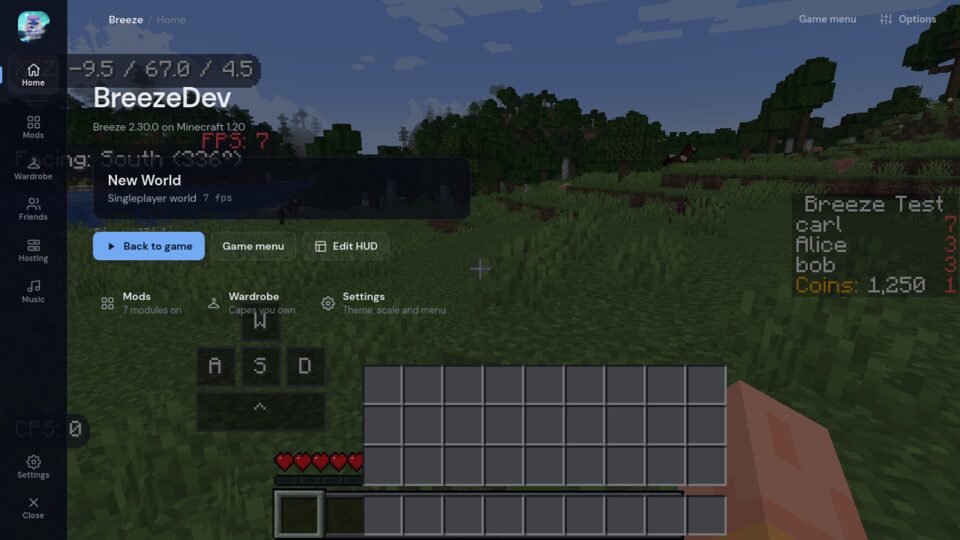 Breeze / Home
Game menu
Options
-9.5 / 67.0 / 4.5
Home
BreezeDev
Mods
Breeze 2.30.0 on Minecraft 1.20
FPS: 7
Facing: South (336°)
Wardrobe
New World
Singleplayer world 7 fps
Friends
Breeze Test
carl 7
Alice 3
bob 3
Coins: 1,250 1
Back to game
Game menu
Edit HUD
Hosting
Music
Mods
7 modules on
Wardrobe
Capes you own
Settings
Theme, scale and menu
W
A S D
^
CPS: 0
Settings
Close